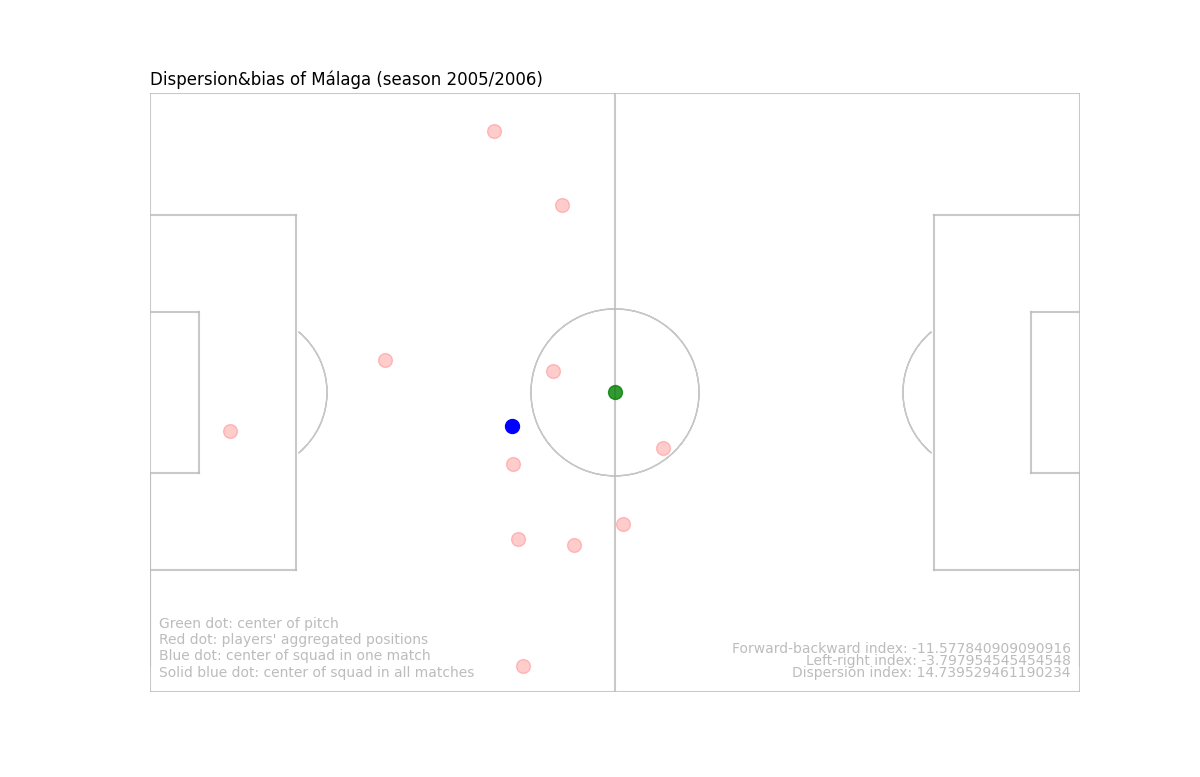 Dispersion&bias of Málaga (season 2005/2006)
Green dot: center of pitch
Red dot: players' aggregated positions
Blue dot: center of squad in one match
Solid blue dot: center of squad in all matches
Forward-backward index: -11.577840909090916
Left-right index: -3.797954545454548
Dispersion index: 14.739529461190234